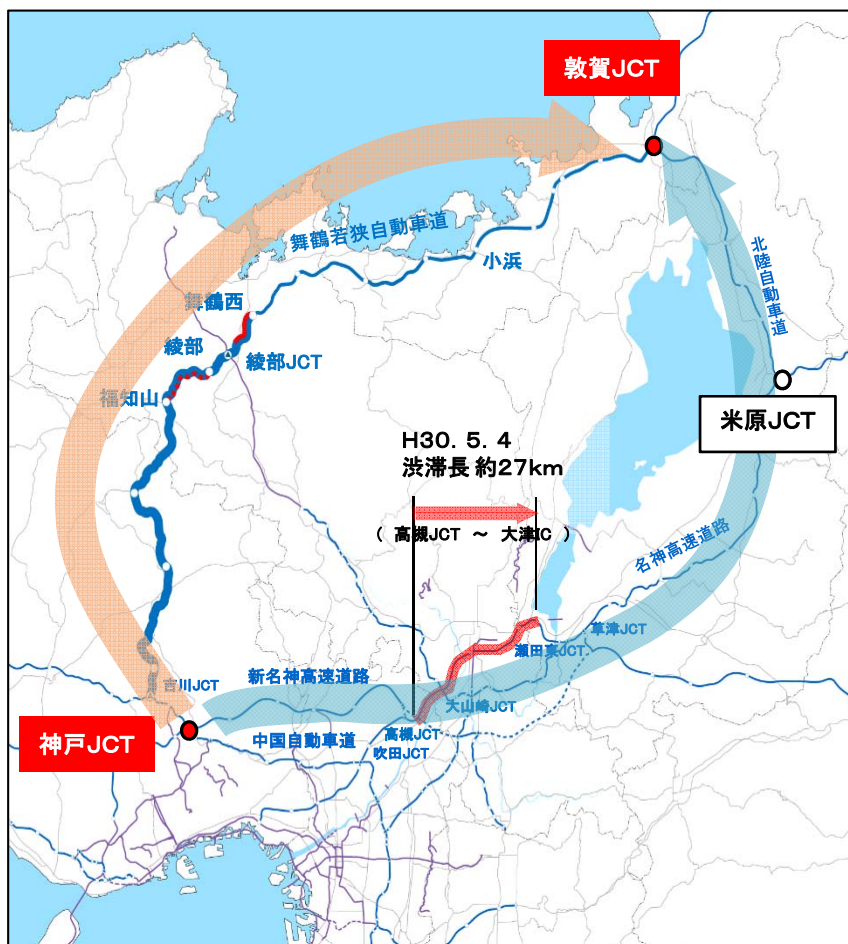 敦賀JCT
舞鶴若狭自動車道
北陸自動車道
小浜
舞鶴西
綾部
綾部JCT
福知山
米原JCT
H30.5.4
渋滞長 約27km
( 高槻JCT ～ 大津IC )
名神高速道路
草津JCT
瀬田東JCT
吉川JCT
新名神高速道路
大山崎JCT
神戸JCT
中国自動車道
高槻JCT
吹田JCT